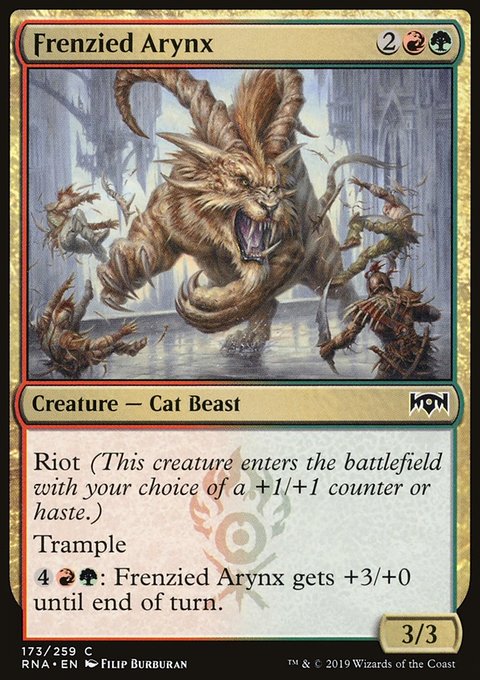 Frenzied Arynx 2
Creature — Cat Beast
Riot (This creature enters the battlefield
with your choice of a +1/+1 counter or
haste.)
Trample
4: Frenzied Arynx gets +3/+0
until end of turn.
3/3
173/259 C
RNA • EN Filip Burburan
™ & © 2019 Wizards of the Coast